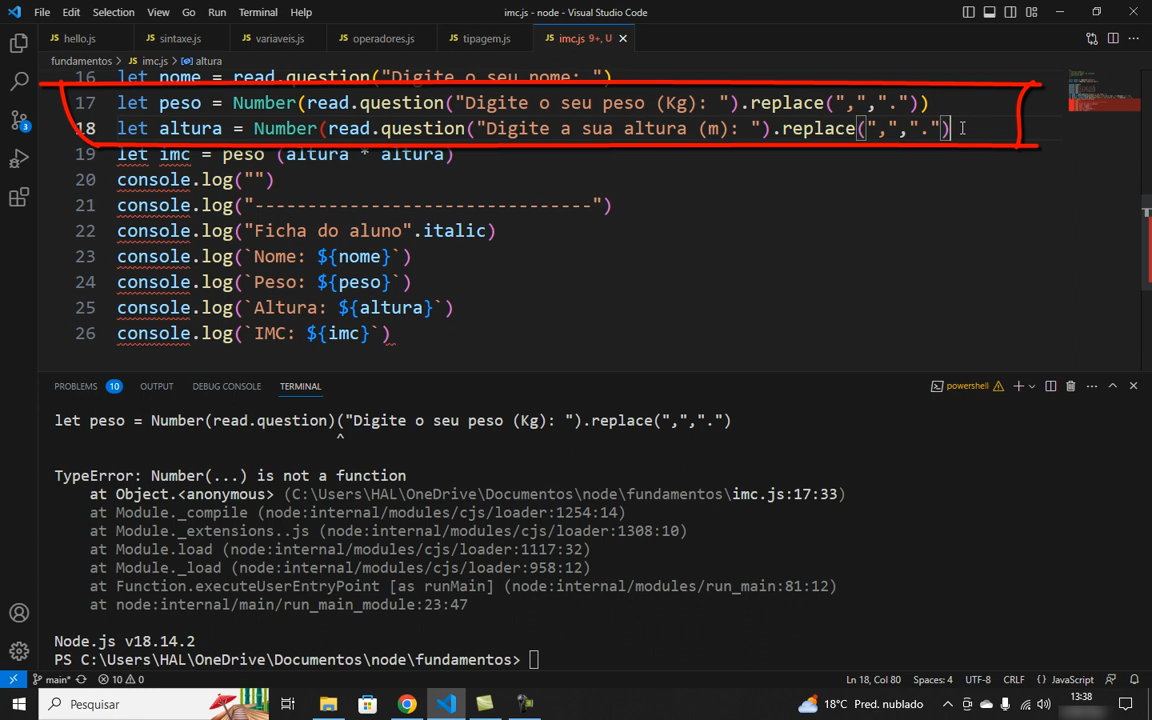 File Edit Selection View Go Run Terminal Help imc.js - node - Visual Studio Code
hello.js sintaxe.js variaveis.js operadores.js tipagem.js imc.js 9+, U
fundamentos > imc.js > altura
16 let nome = read.question("Digite o seu nome: ")
17 let peso = Number(read.question("Digite o seu peso (Kg): ").replace(",","."))
18 let altura = Number(read.question("Digite a sua altura (m): ").replace(",",".")
19 let imc = peso (altura * altura)
20 console.log("")
21 console.log("--------------------------------")
22 console.log("Ficha do aluno".italic)
23 console.log(`Nome: ${nome}`)
24 console.log(`Peso: ${peso}`)
25 console.log(`Altura: ${altura}`)
26 console.log(`IMC: ${imc}`)
PROBLEMS 10 OUTPUT DEBUG CONSOLE TERMINAL powershell
let peso = Number(read.question)("Digite o seu peso (Kg): ").replace(",",".")
^
TypeError: Number(...) is not a function
at Object.<anonymous> (C:\Users\HAL\OneDrive\Documentos\node\fundamentos\imc.js:17:33)
at Module._compile (node:internal/modules/cjs/loader:1254:14)
at Module._extensions..js (node:internal/modules/cjs/loader:1308:10)
at Module.load (node:internal/modules/cjs/loader:1117:32)
at Module._load (node:internal/modules/cjs/loader:958:12)
at Function.executeUserEntryPoint [as runMain] (node:internal/modules/run_main:81:12)
at node:internal/main/run_main_module:23:47
Node.js v18.14.2
PS C:\Users\HAL\OneDrive\Documentos\node\fundamentos>
3
main* 10 0 Ln 18, Col 80 Spaces: 4 UTF-8 CRLF {} JavaScript
Pesquisar 18°C Pred. nublado 13:38